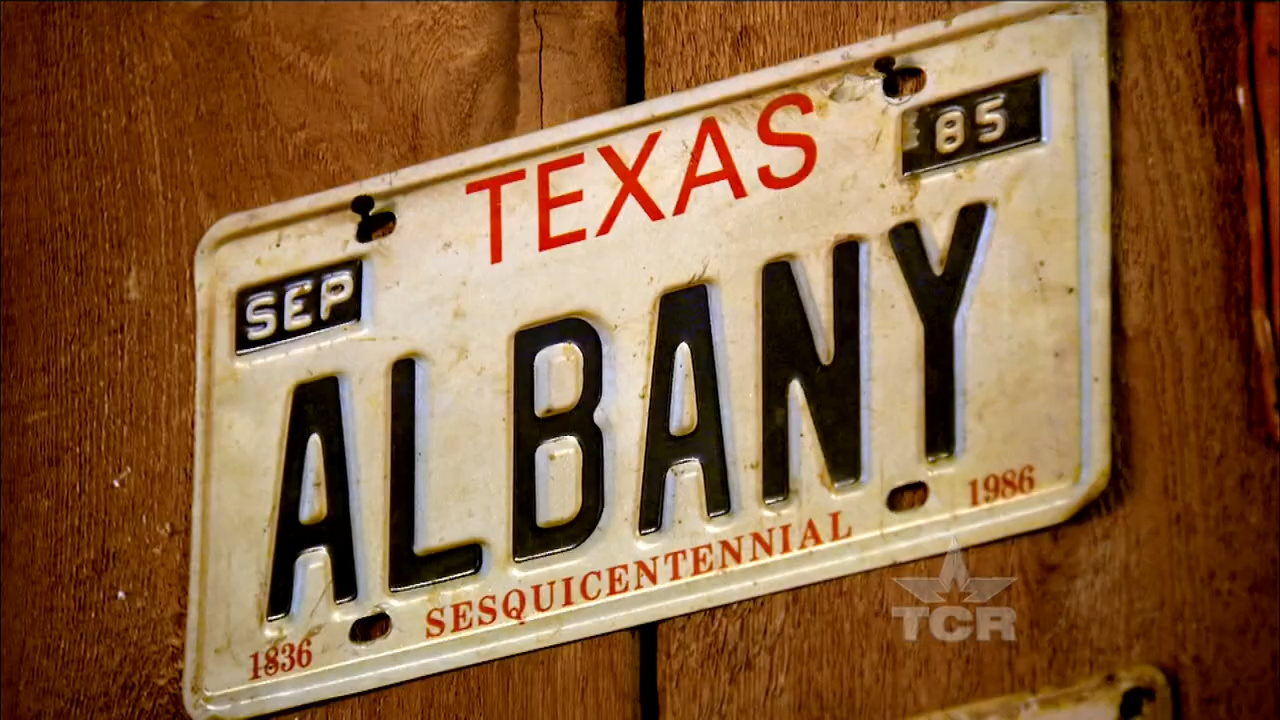 TEXAS
85
SEP
ALBANY
SESQUICENTENNIAL
1836
1986
TCR